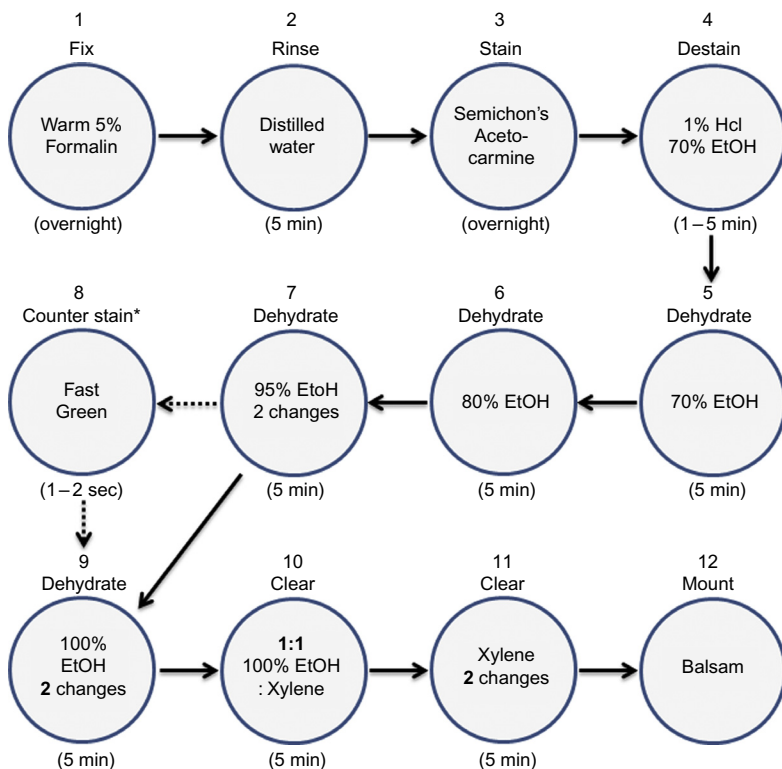 1
Fix
Warm 5%
Formalin
(overnight)
2
Rinse
Distilled
water
(5 min)
3
Stain
Semichon's
Aceto-
carmine
(overnight)
4
Destain
1% Hcl
70% EtOH
(1–5 min)
5
Dehydrate
70% EtOH
(5 min)
6
Dehydrate
80% EtOH
(5 min)
7
Dehydrate
95% EtoH
2 changes
(5 min)
8
Counter stain*
Fast
Green
(1–2 sec)
9
Dehydrate
100%
EtOH
2 changes
(5 min)
10
Clear
1:1
100% EtOH
: Xylene
(5 min)
11
Clear
Xylene
2 changes
(5 min)
12
Mount
Balsam